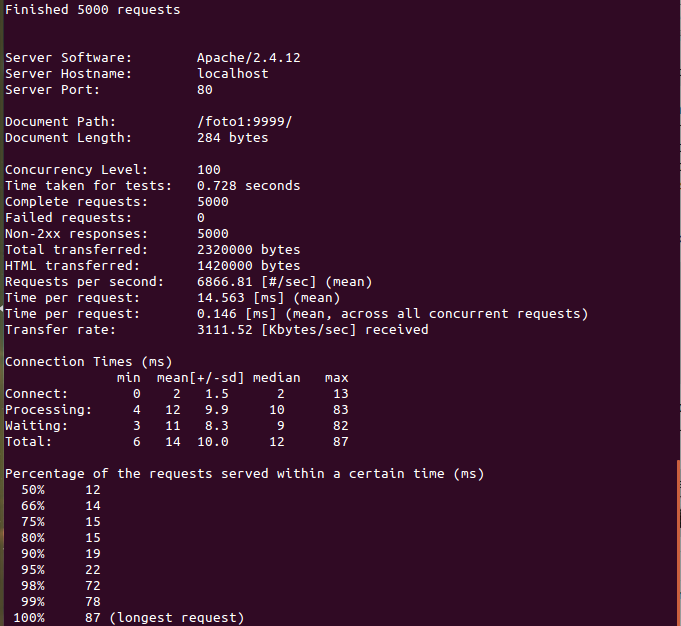 Finished 5000 requests
Server Software: Apache/2.4.12
Server Hostname: localhost
Server Port: 80
Document Path: /foto1:9999/
Document Length: 284 bytes
Concurrency Level: 100
Time taken for tests: 0.728 seconds
Complete requests: 5000
Failed requests: 0
Non-2xx responses: 5000
Total transferred: 2320000 bytes
HTML transferred: 1420000 bytes
Requests per second: 6866.81 [#/sec] (mean)
Time per request: 14.563 [ms] (mean)
Time per request: 0.146 [ms] (mean, across all concurrent requests)
Transfer rate: 3111.52 [Kbytes/sec] received
Connection Times (ms)
min mean[+/-sd] median max
Connect: 0 2 1.5 2 13
Processing: 4 12 9.9 10 83
Waiting: 3 11 8.3 9 82
Total: 6 14 10.0 12 87
Percentage of the requests served within a certain time (ms)
50% 12
66% 14
75% 15
80% 15
90% 19
95% 22
98% 72
99% 78
100% 87 (longest request)